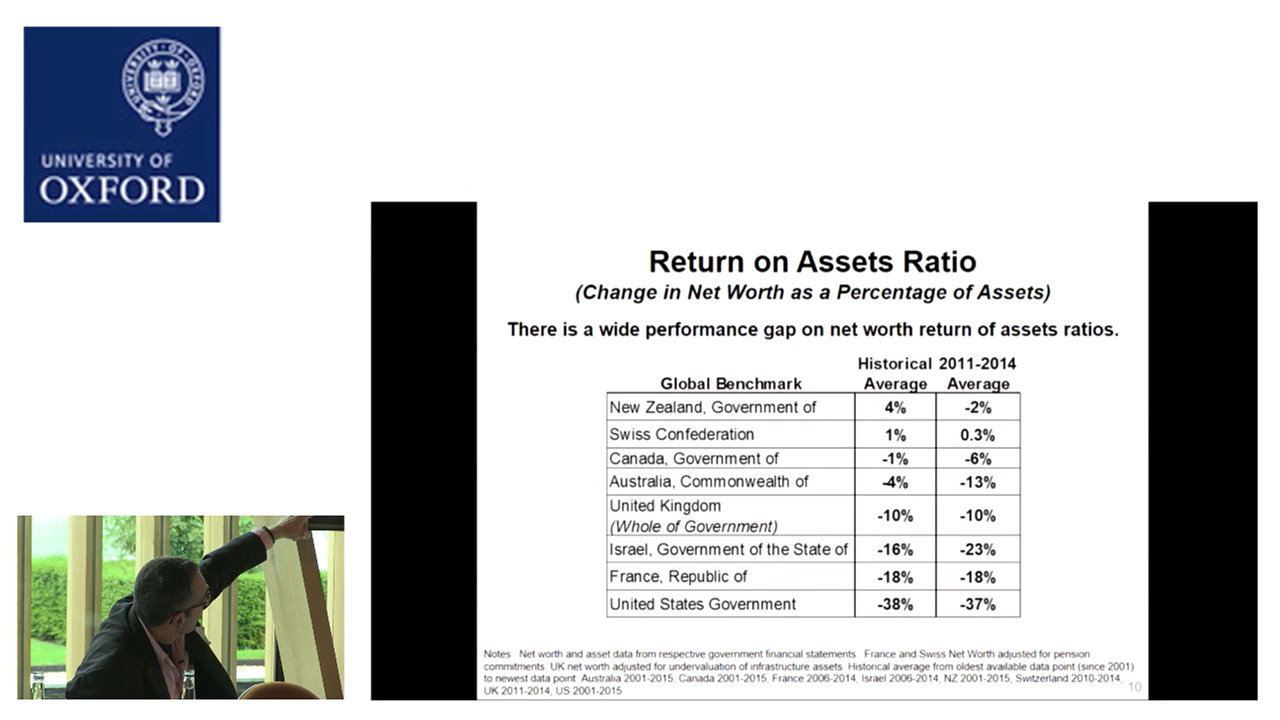 UNIVERSITY OF
OXFORD
Return on Assets Ratio
(Change in Net Worth as a Percentage of Assets)
There is a wide performance gap on net worth return of assets ratios.
Historical 2011-2014
Global Benchmark Average Average
New Zealand, Government of 4% -2%
Swiss Confederation 1% 0.3%
Canada, Government of -1% -6%
Australia, Commonwealth of -4% -13%
United Kingdom
(Whole of Government) -10% -10%
Israel, Government of the State of -16% -23%
France, Republic of -18% -18%
United States Government -38% -37%
Notes Net worth and asset data from respective government financial statements. France and Swiss Net Worth adjusted for pension
commitments. UK net worth adjusted for undervaluation of infrastructure assets. Historical average from oldest available data point (since 2001)
to newest data point: Australia 2001-2015, Canada 2001-2015, France 2006-2014, Israel 2006-2014, NZ 2001-2015, Switzerland 2010-2014,
UK 2011-2014, US 2001-2015
10